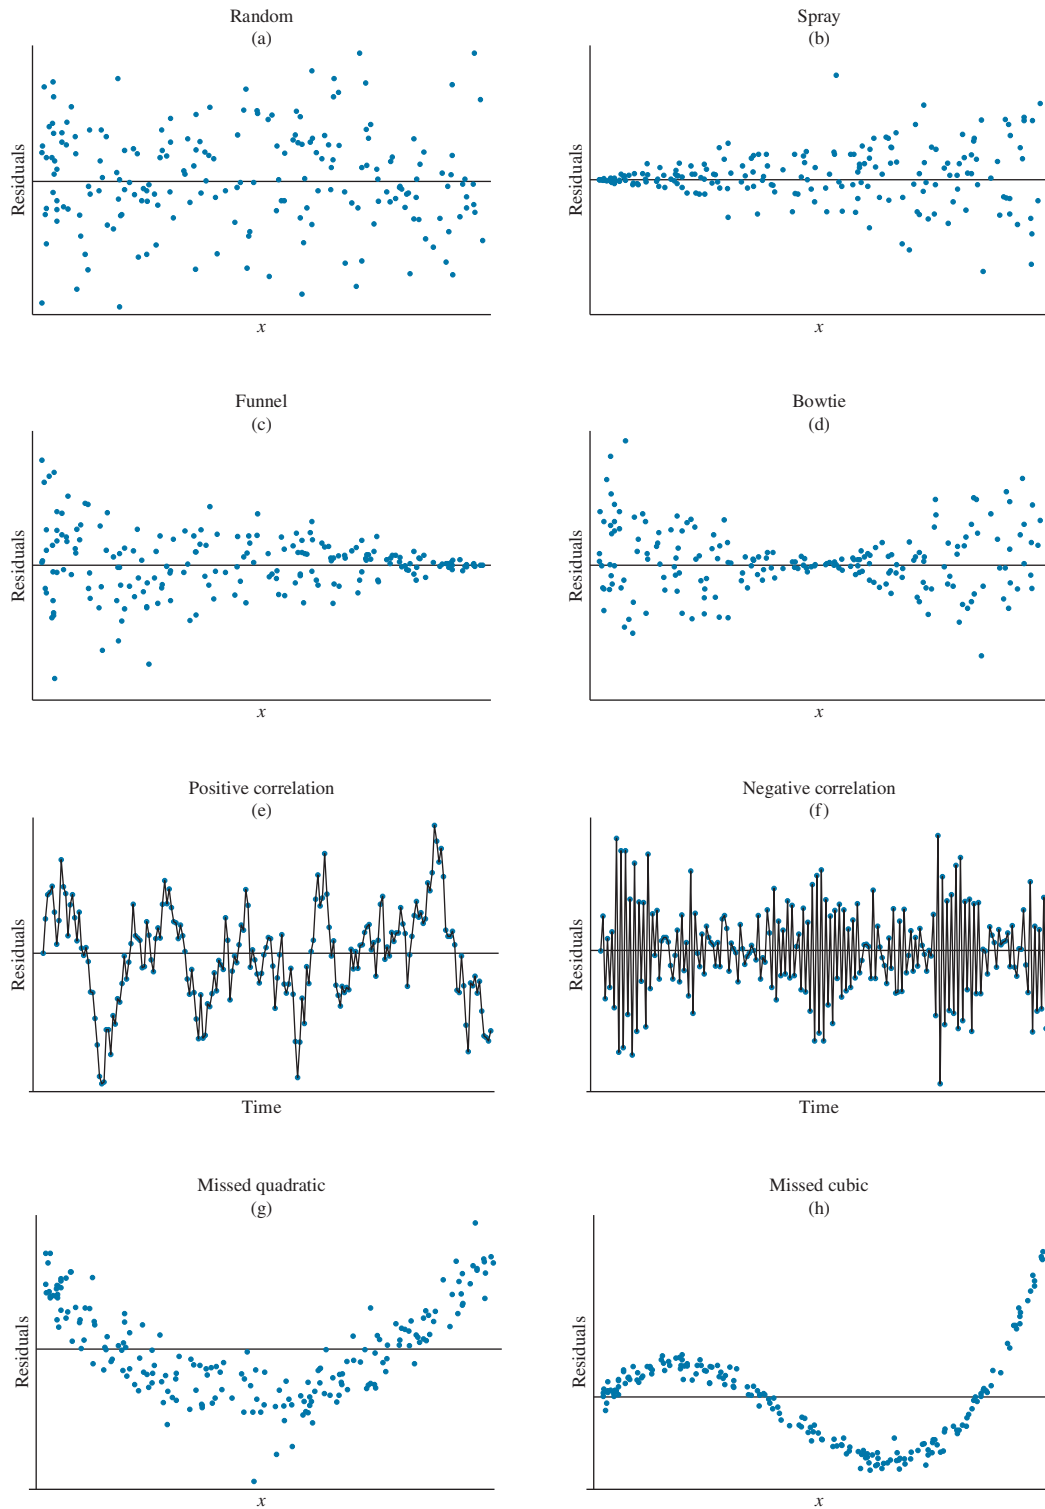 Random
(a)
Residuals
x
Spray
(b)
Residuals
x
Funnel
(c)
Residuals
x
Bowtie
(d)
Residuals
x
Positive correlation
(e)
Residuals
Time
Negative correlation
(f)
Residuals
Time
Missed quadratic
(g)
Residuals
x
Missed cubic
(h)
Residuals
x